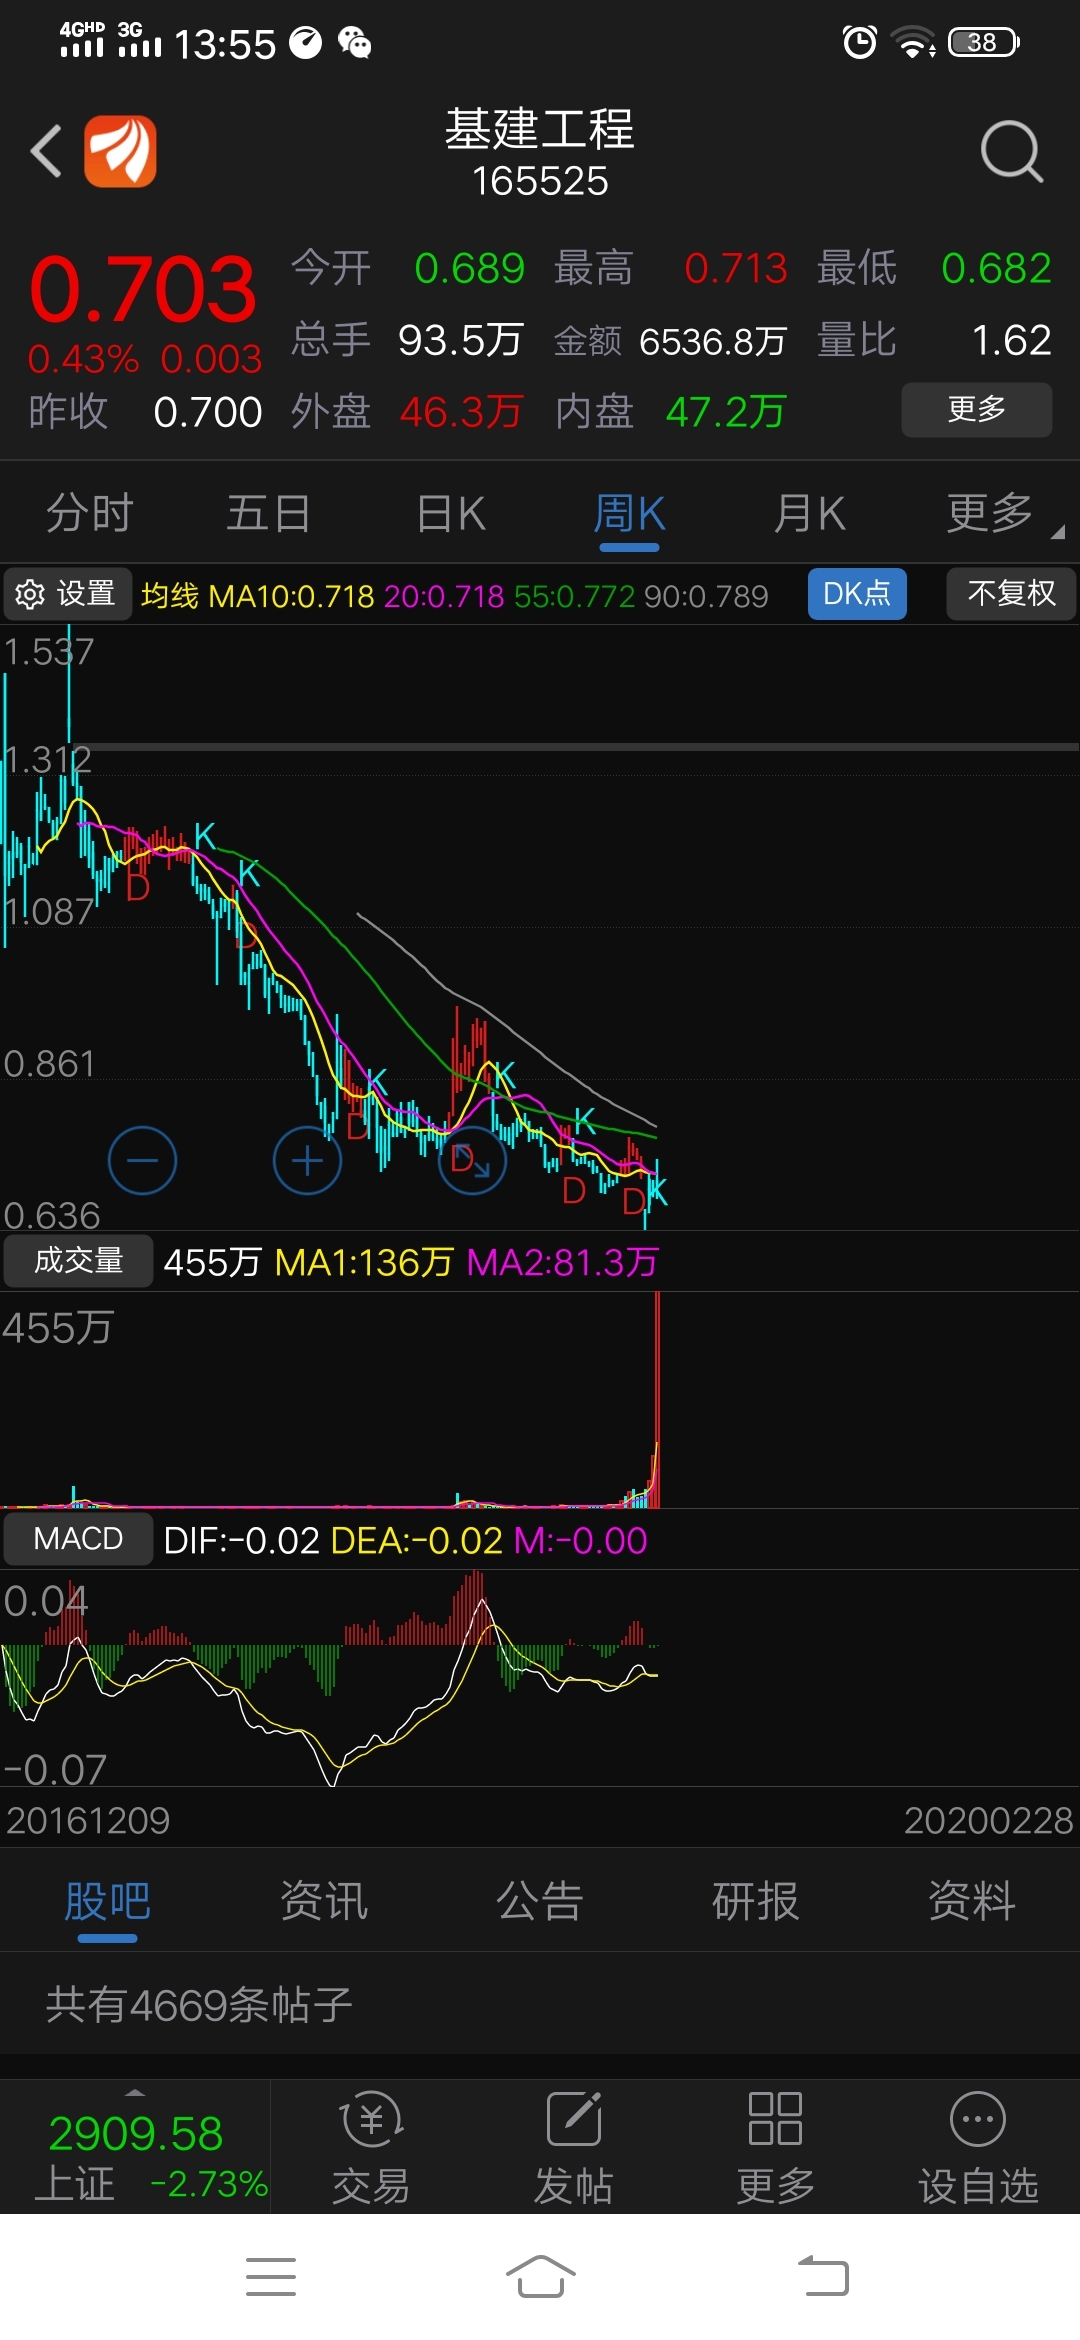 4GHD 3G 13:55 38
基建工程
165525
0.703 今开 0.689 最高 0.713 最低 0.682
0.43% 0.003 总手 93.5万 金额 6536.8万 量比 1.62
昨收 0.700 外盘 46.3万 内盘 47.2万 更多
分时 五日 日K 周K 月K 更多
设置 均线 MA10:0.718 20:0.718 55:0.772 90:0.789 DK点 不复权
1.537
1.312
K
K
D
1.087
D
0.861
K
K
K
D
D
D
D
K
0.636
成交量 455万 MA1:136万 MA2:81.3万
455万
MACD DIF:-0.02 DEA:-0.02 M:-0.00
0.04
-0.07
20161209 20200228
股吧 资讯 公告 研报 资料
共有4669条帖子
2909.58
上证 -2.73% 交易 发帖 更多 设自选